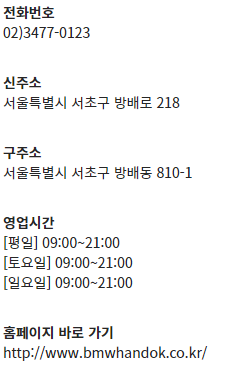 전화번호
02)3477-0123
신주소
서울특별시 서초구 방배로 218
구주소
서울특별시 서초구 방배동 810-1
영업시간
[평일] 09:00~21:00
[토요일] 09:00~21:00
[일요일] 09:00~21:00
홈페이지 바로 가기
http://www.bmwhandok.co.kr/